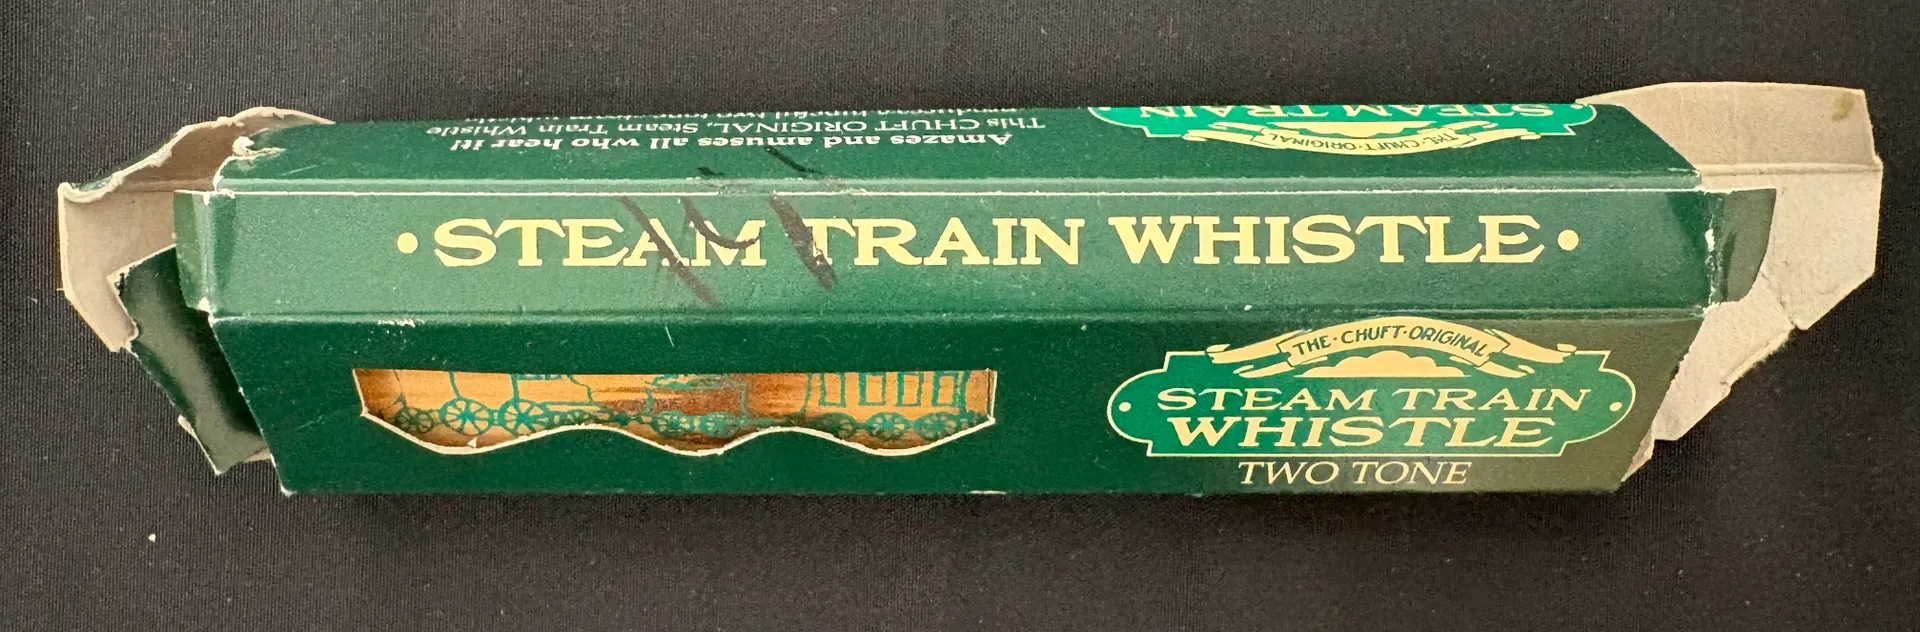 Amazes and amuses all who hear it!
This CHUFT ORIGINAL, Steam Train Whistle
THE·CHUFT·ORIGINAL
STEAM TRAIN
·STEAM TRAIN WHISTLE·
THE·CHUFT·ORIGINAL
·STEAM TRAIN
WHISTLE·
TWO TONE